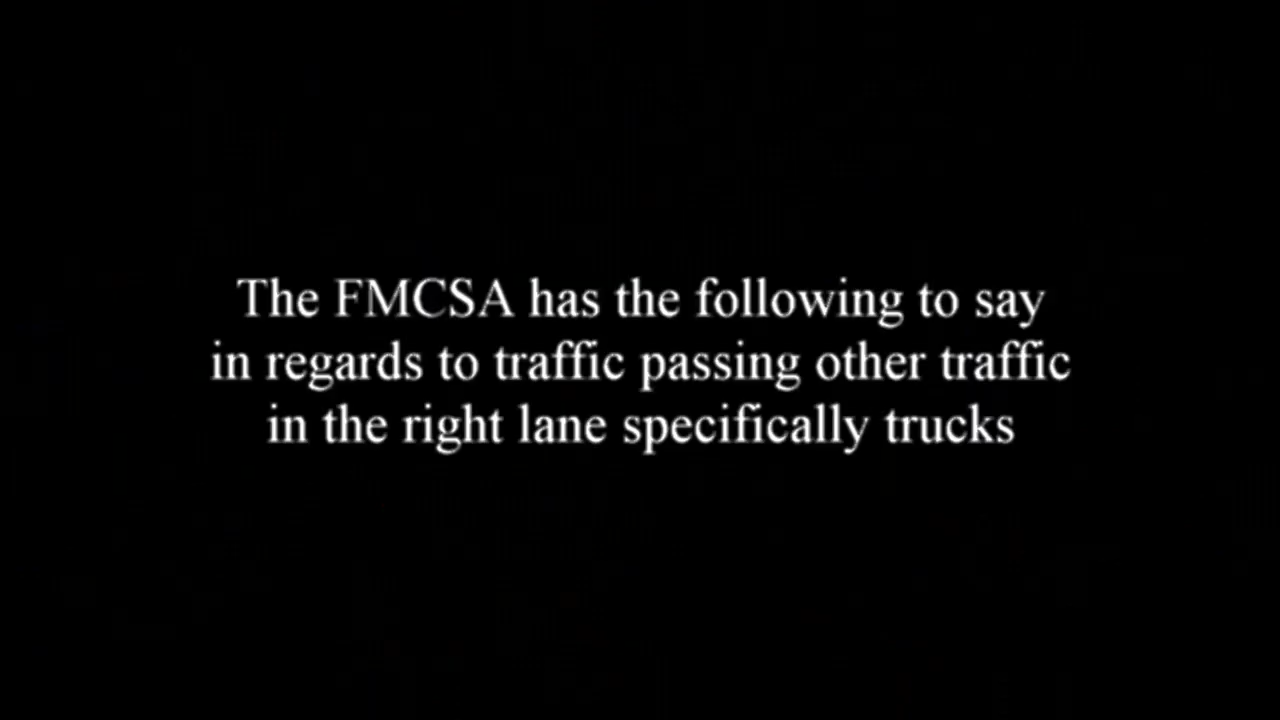 The FMCSA has the following to say
in regards to traffic passing other traffic
in the right lane specifically trucks